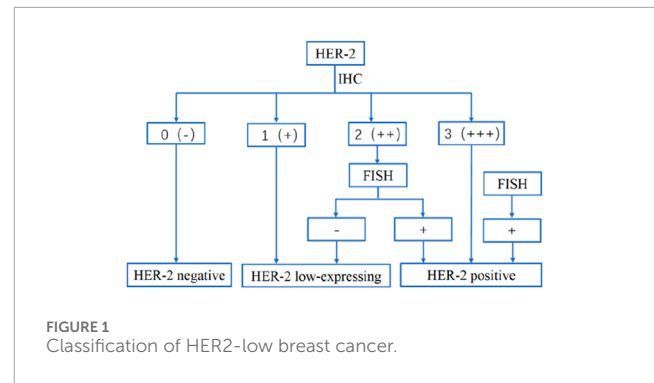 HER-2
IHC
0 (-)
1 (+)
2 (++)
3 (+++)
FISH
FISH
-
+
+
HER-2 negative
HER-2 low-expressing
HER-2 positive
FIGURE 1
Classification of HER2-low breast cancer.